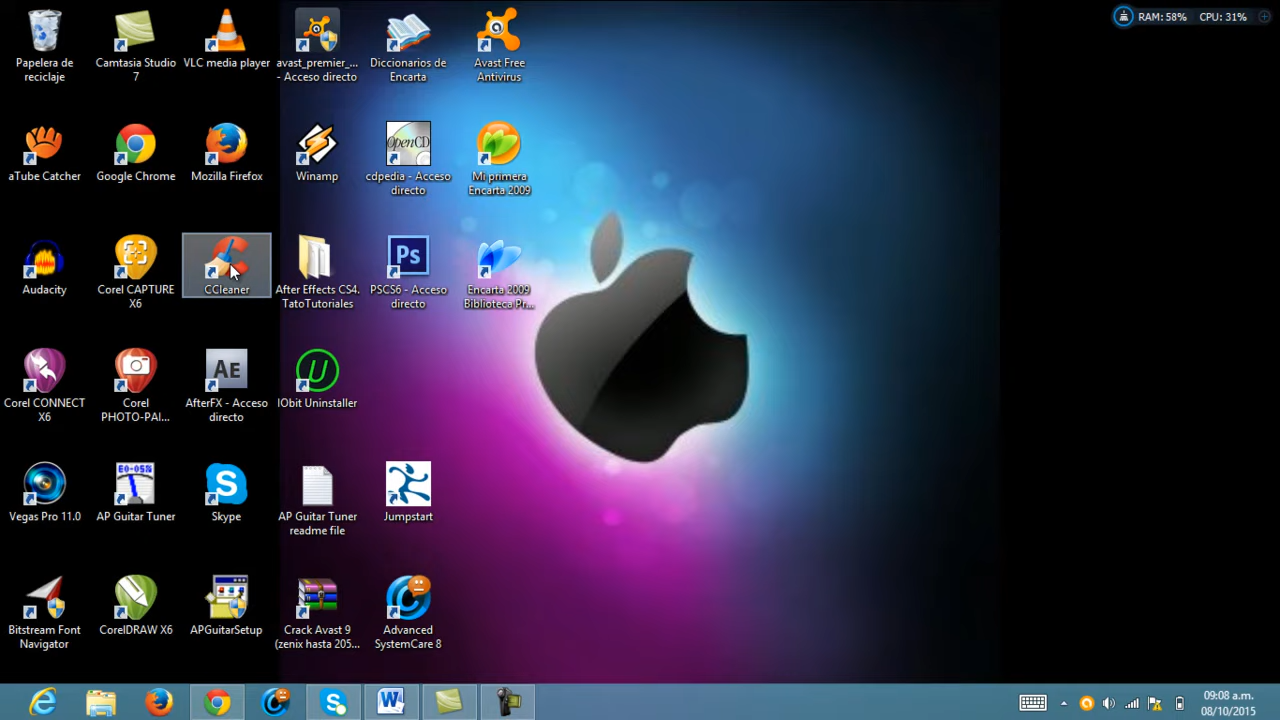 RAM: 58% CPU: 31%
Papelera de
reciclaje
Camtasia Studio
7
VLC media player
avast_premier_...
- Acceso directo
Diccionarios de
Encarta
Avast Free
Antivirus
aTube Catcher
Google Chrome
Mozilla Firefox
Winamp
OpenCD
cdpedia - Acceso
directo
Mi primera
Encarta 2009
Audacity
Corel CAPTURE
X6
CCleaner
After Effects CS4.
TatoTutoriales
Ps
PSCS6 - Acceso
directo
Encarta 2009
Biblioteca Pr...
Corel CONNECT
X6
Corel
PHOTO-PAI...
AE
AfterFX - Acceso
directo
U
IObit Uninstaller
Vegas Pro 11.0
E0-05%
AP Guitar Tuner
S
Skype
AP Guitar Tuner
readme file
Jumpstart
Bitstream Font
Navigator
CorelDRAW X6
APGuitarSetup
Crack Avast 9
(zenix hasta 205...
Advanced
SystemCare 8
09:08 a.m.
08/10/2015